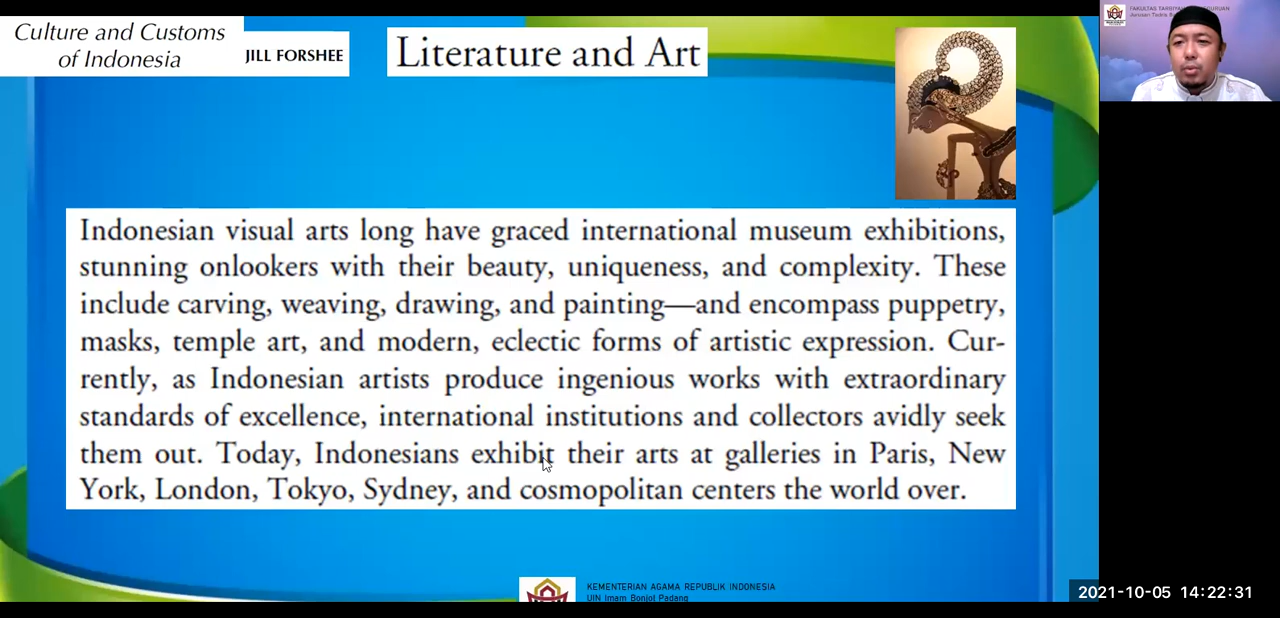 Culture and Customs
of Indonesia
JILL FORSHEE
Literature and Art
FAKULTAS TARBIYAH
Indonesian visual arts long have graced international museum exhibitions,
stunning onlookers with their beauty, uniqueness, and complexity. These
include carving, weaving, drawing, and painting—and encompass puppetry,
masks, temple art, and modern, eclectic forms of artistic expression. Cur-
rently, as Indonesian artists produce ingenious works with extraordinary
standards of excellence, international institutions and collectors avidly seek
them out. Today, Indonesians exhibit their arts at galleries in Paris, New
York, London, Tokyo, Sydney, and cosmopolitan centers the world over.
KEMENTERIAN AGAMA REPUBLIK INDONESIA
UIN Imam Bonjol Padang
2021-10-05 14:22:31